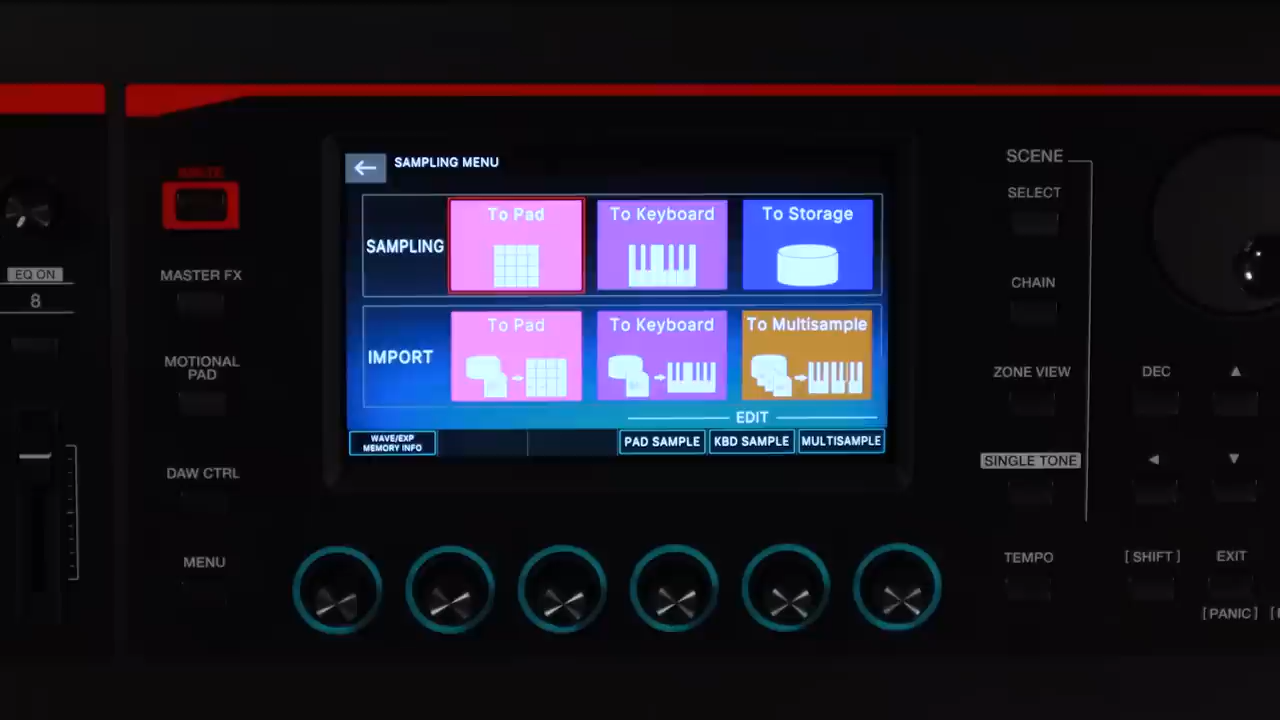 WRITE
EQ ON
8
MASTER FX
MOTIONAL
PAD
DAW CTRL
MENU
SAMPLING MENU
SAMPLING
To Pad
To Keyboard
To Storage
IMPORT
To Pad
To Keyboard
To Multisample
EDIT
WAVE/EXP
MEMORY INFO
PAD SAMPLE
KBD SAMPLE
MULTISAMPLE
SCENE
SELECT
CHAIN
ZONE VIEW
SINGLE TONE
TEMPO
DEC
[ SHIFT ]
EXIT
[ PANIC ]